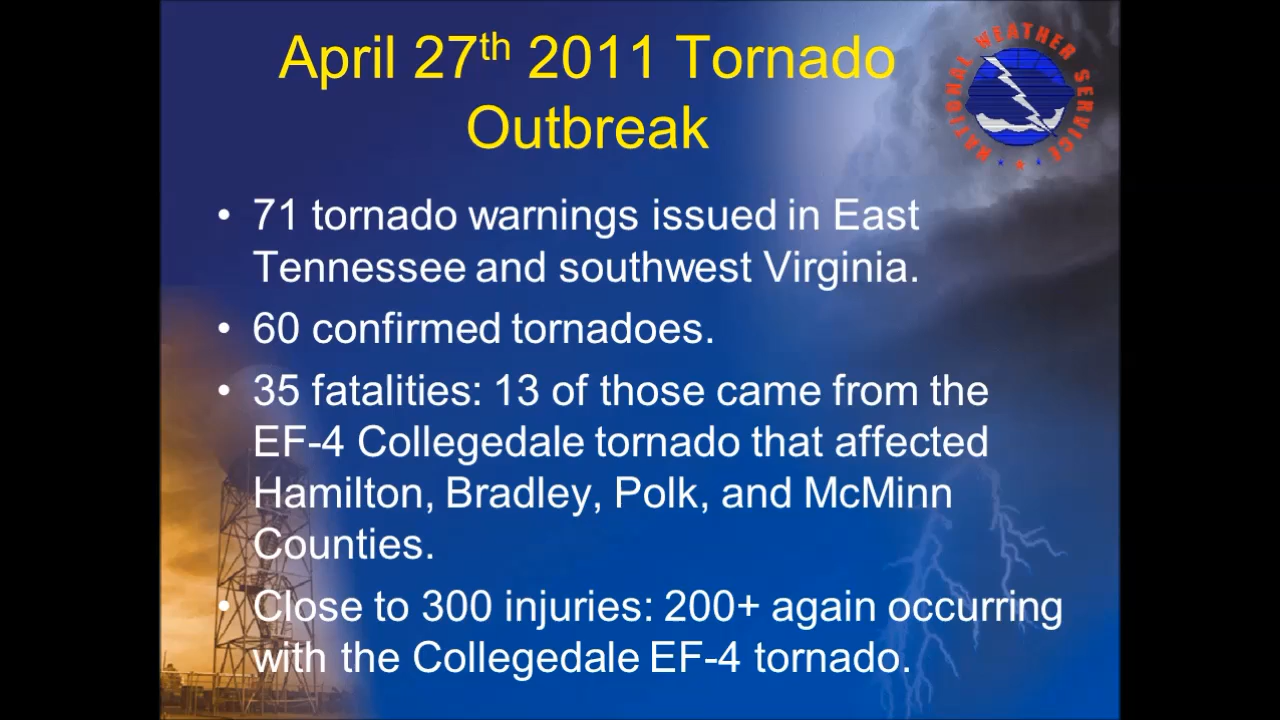 April 27th 2011 Tornado
Outbreak
NATIONAL WEATHER SERVICE
• 71 tornado warnings issued in East
Tennessee and southwest Virginia.
• 60 confirmed tornadoes.
• 35 fatalities: 13 of those came from the
EF-4 Collegedale tornado that affected
Hamilton, Bradley, Polk, and McMinn
Counties.
• Close to 300 injuries: 200+ again occurring
with the Collegedale EF-4 tornado.